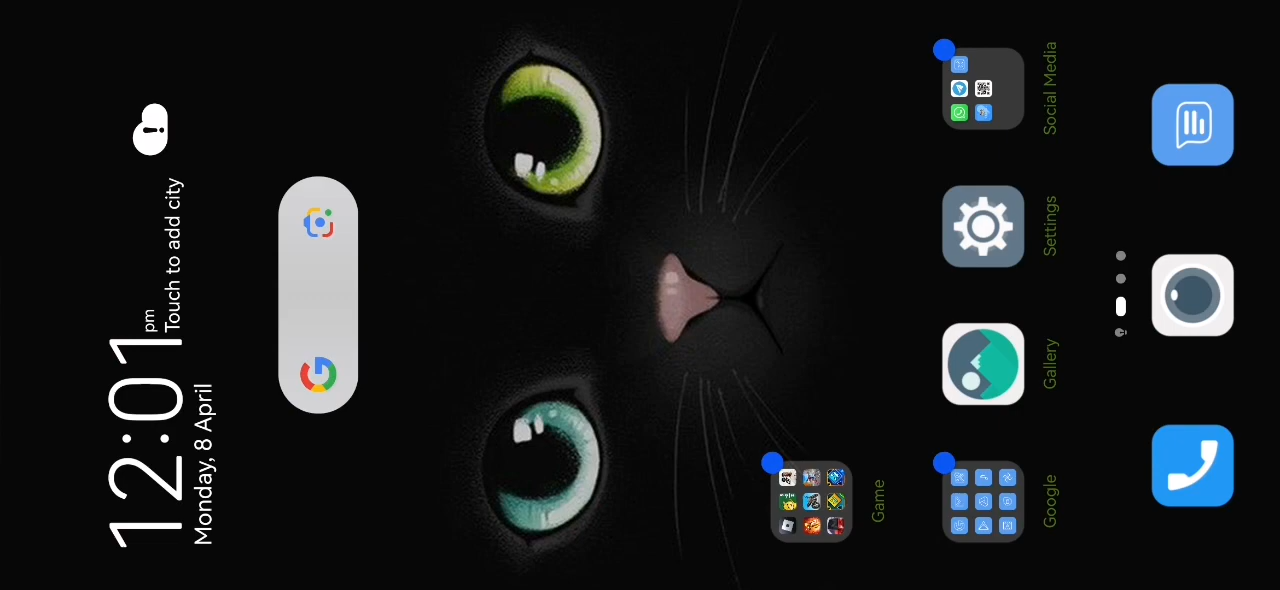 12:01
pm
Touch to add city
Monday, 8 April
Game
Google
Gallery
Settings
Social Media